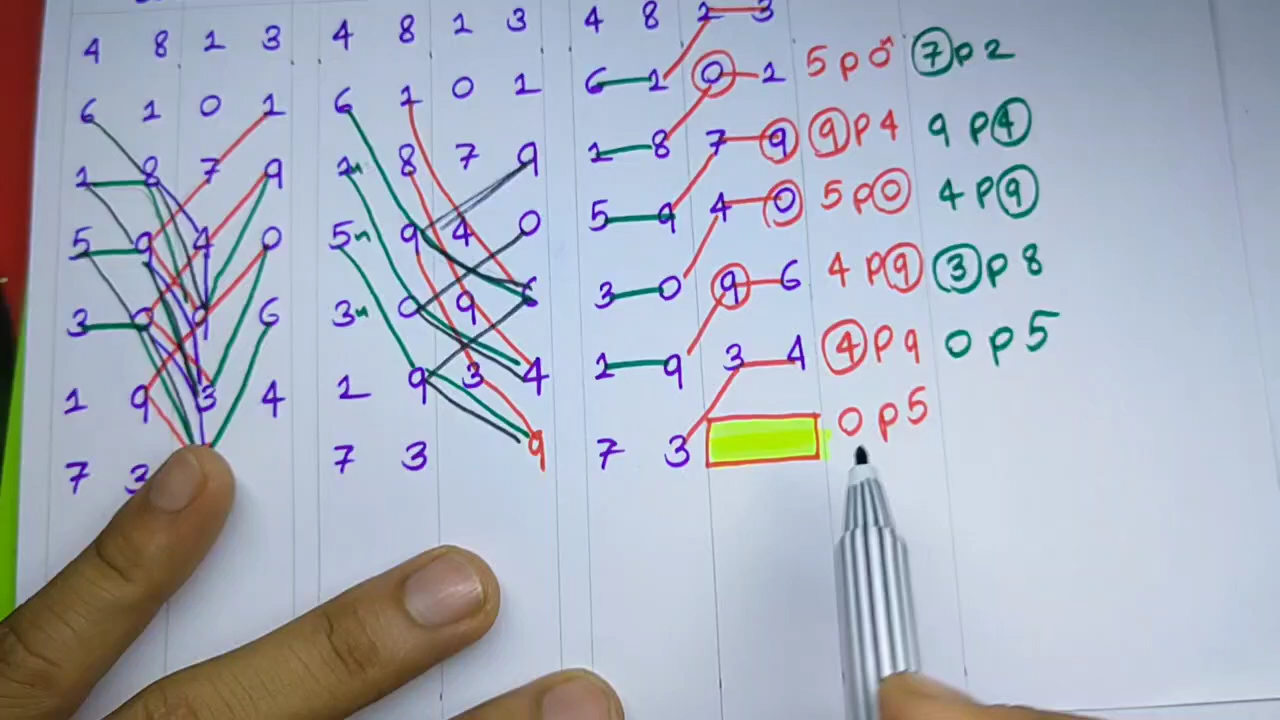 4 8 1 3 4 8 1 3 4 8 1 3
6 1 0 1 6 1 0 1 6 1 0 1 5 p 0 7 p 2
1 8 7 9 1n 8 7 9 1 8 7 9 9 p 4 9 p 4
5 9 4 0 5n 9 4 0 5 9 4 0 5 p 0 4 p 9
3 0 9 6 3n 0 9 6 3 0 9 6 4 p 9 3 p 8
1 9 3 4 1 9 3 4 1 9 3 4 4 p 9 0 p 5
7 3 7 3 9 7 3 0 p 5